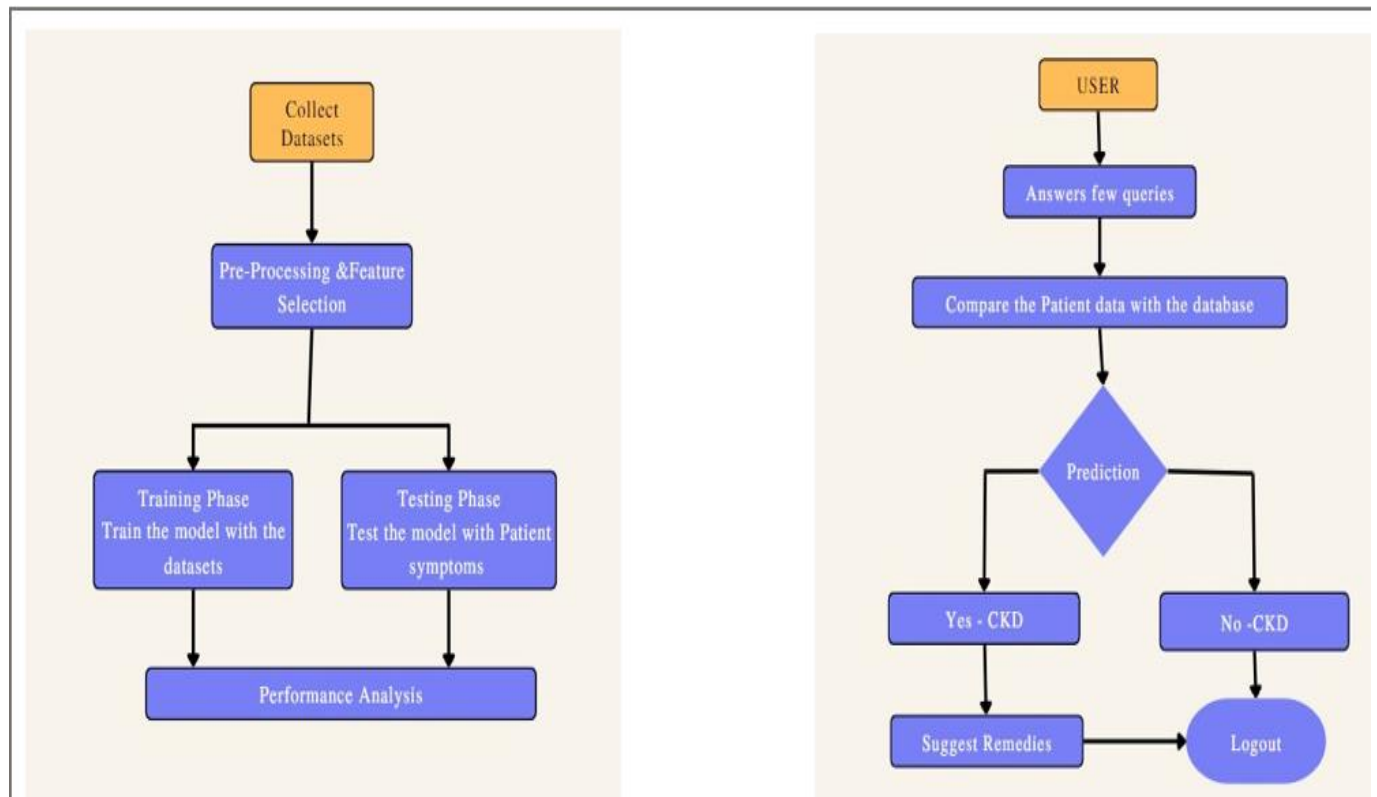 Collect
Datasets
Pre-Processing &Feature
Selection
Training Phase
Train the model with the
datasets
Testing Phase
Test the model with Patient
symptoms
Performance Analysis
USER
Answers few queries
Compare the Patient data with the database
Prediction
Yes - CKD
No -CKD
Suggest Remedies
Logout